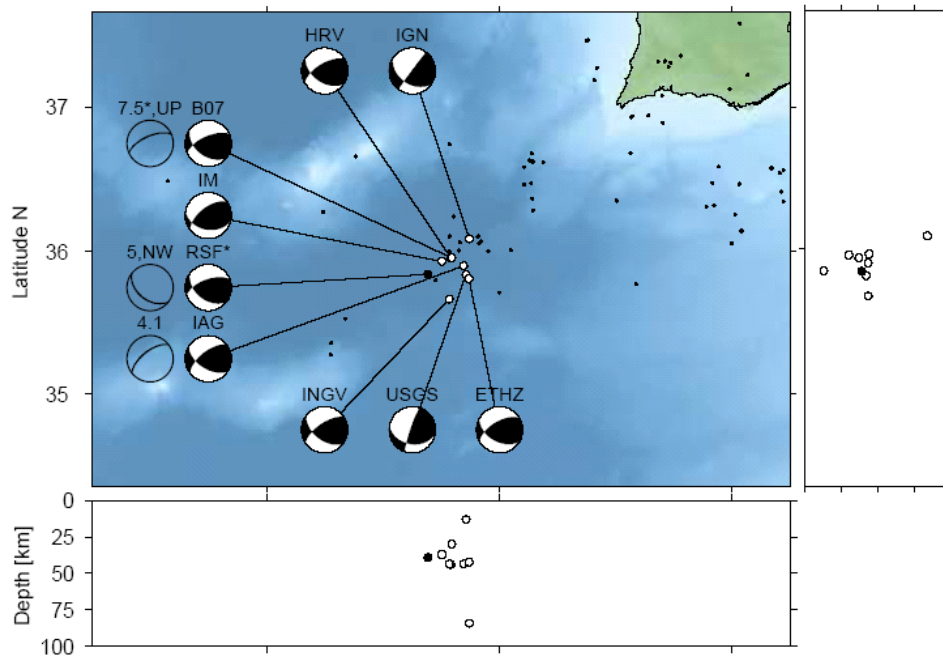 HRV IGN
37
7.5*,UP B07
IM
36
5,NW RSF*
4.1 IAG
35
INGV USGS ETHZ
Latitude N
0
25
50
75
100
Depth [km]